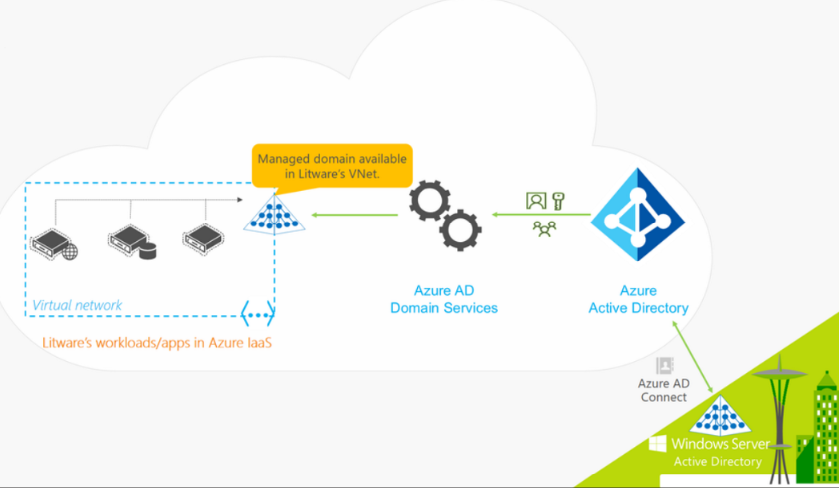 Managed domain available
in Litware's VNet.
Virtual network
Litware's workloads/apps in Azure IaaS
Azure AD
Domain Services
Azure
Active Directory
Azure AD
Connect
Windows Server
Active Directory